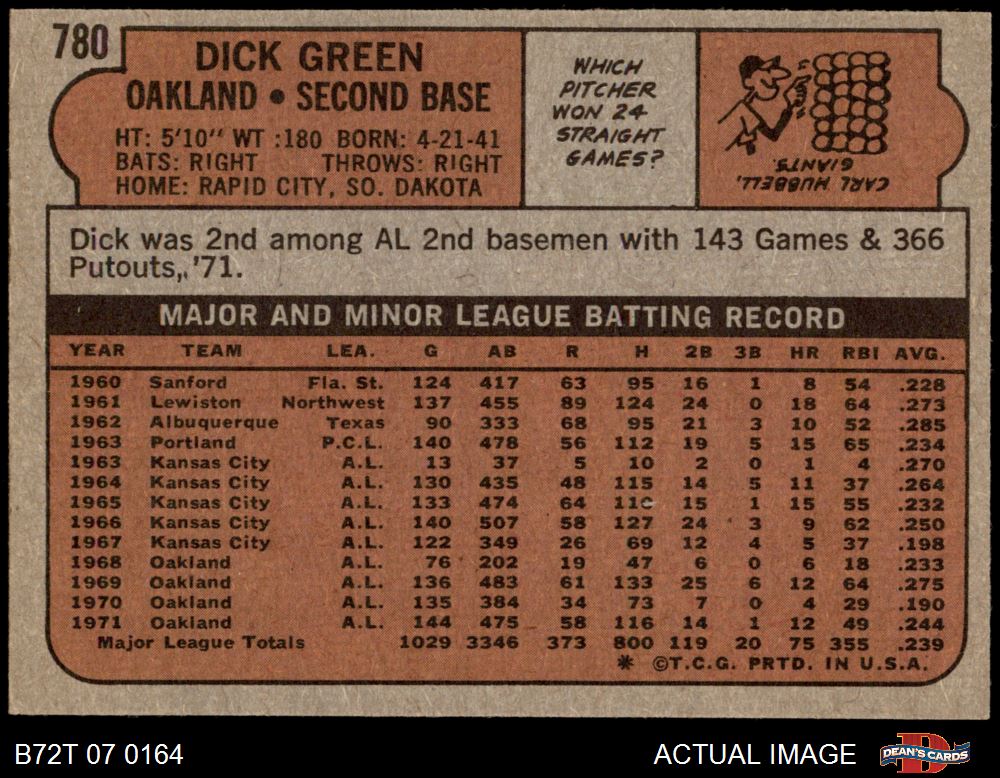 780
DICK GREEN
OAKLAND • SECOND BASE
HT: 5'10" WT :180 BORN: 4-21-41
BATS: RIGHT THROWS: RIGHT
HOME: RAPID CITY, SO. DAKOTA
WHICH
PITCHER
WON 24
STRAIGHT
GAMES?
CARL HUBBELL,
GIANTS.
Dick was 2nd among AL 2nd basemen with 143 Games & 366
Putouts,, '71.
MAJOR AND MINOR LEAGUE BATTING RECORD
YEAR TEAM LEA. G AB R H 2B 3B HR RBI AVG.
1960 Sanford Fla. St. 124 417 63 95 16 1 8 54 .228
1961 Lewiston Northwest 137 455 89 124 24 0 18 64 .273
1962 Albuquerque Texas 90 333 68 95 21 3 10 52 .285
1963 Portland P.C.L. 140 478 56 112 19 5 15 65 .234
1963 Kansas City A.L. 13 37 5 10 2 0 1 4 .270
1964 Kansas City A.L. 130 435 48 115 14 5 11 37 .264
1965 Kansas City A.L. 133 474 64 110 15 1 15 55 .232
1966 Kansas City A.L. 140 507 58 127 24 3 9 62 .250
1967 Kansas City A.L. 122 349 26 69 12 4 5 37 .198
1968 Oakland A.L. 76 202 19 47 6 0 6 18 .233
1969 Oakland A.L. 136 483 61 133 25 6 12 64 .275
1970 Oakland A.L. 135 384 34 73 7 0 4 29 .190
1971 Oakland A.L. 144 475 58 116 14 1 12 49 .244
Major League Totals 1029 3346 373 800 119 20 75 355 .239
* ©T.C.G. PRTD. IN U.S.A.
B72T 07 0164
ACTUAL IMAGE
DEAN'S CARDS